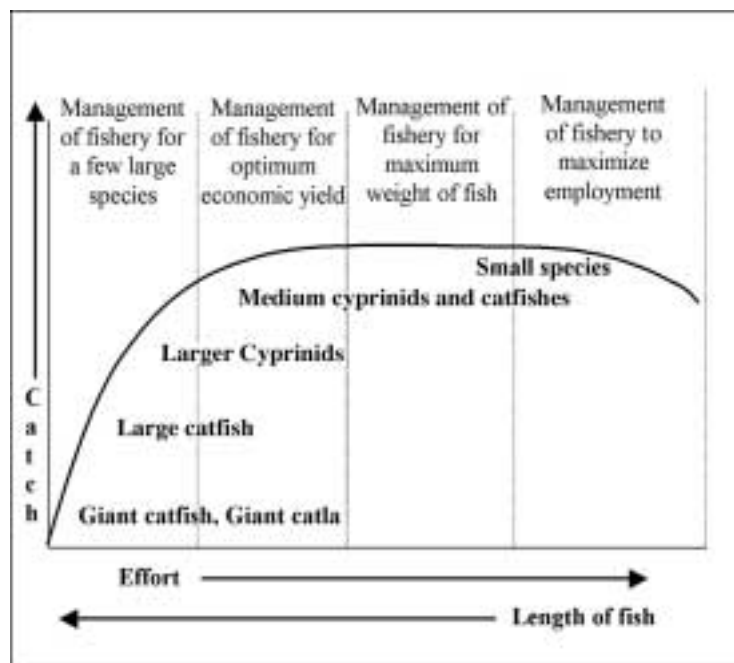 Management
of fishery for
a few large
species
Management
of fishery for
optimum
economic yield
Management of
fishery for
maximum
weight of fish
Management
of fishery to
maximize
employment
Small species
Medium cyprinids and catfishes
Larger Cyprinids
Large catfish
Giant catfish, Giant catla
Catch
Effort
Length of fish